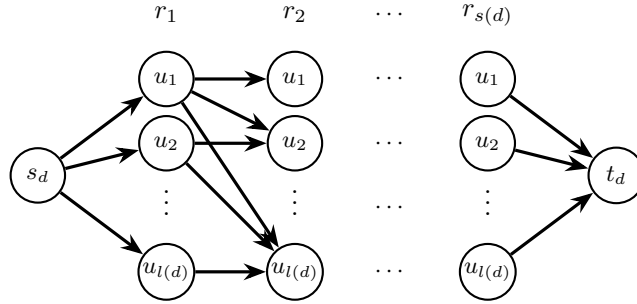 r_1 r_2 ⋯ r_{s(d)}
u_1 u_1 ⋯ u_1
u_2 u_2 ⋯ u_2
s_d t_d
⋮ ⋮ ⋯ ⋮
u_{l(d)} u_{l(d)} ⋯ u_{l(d)}